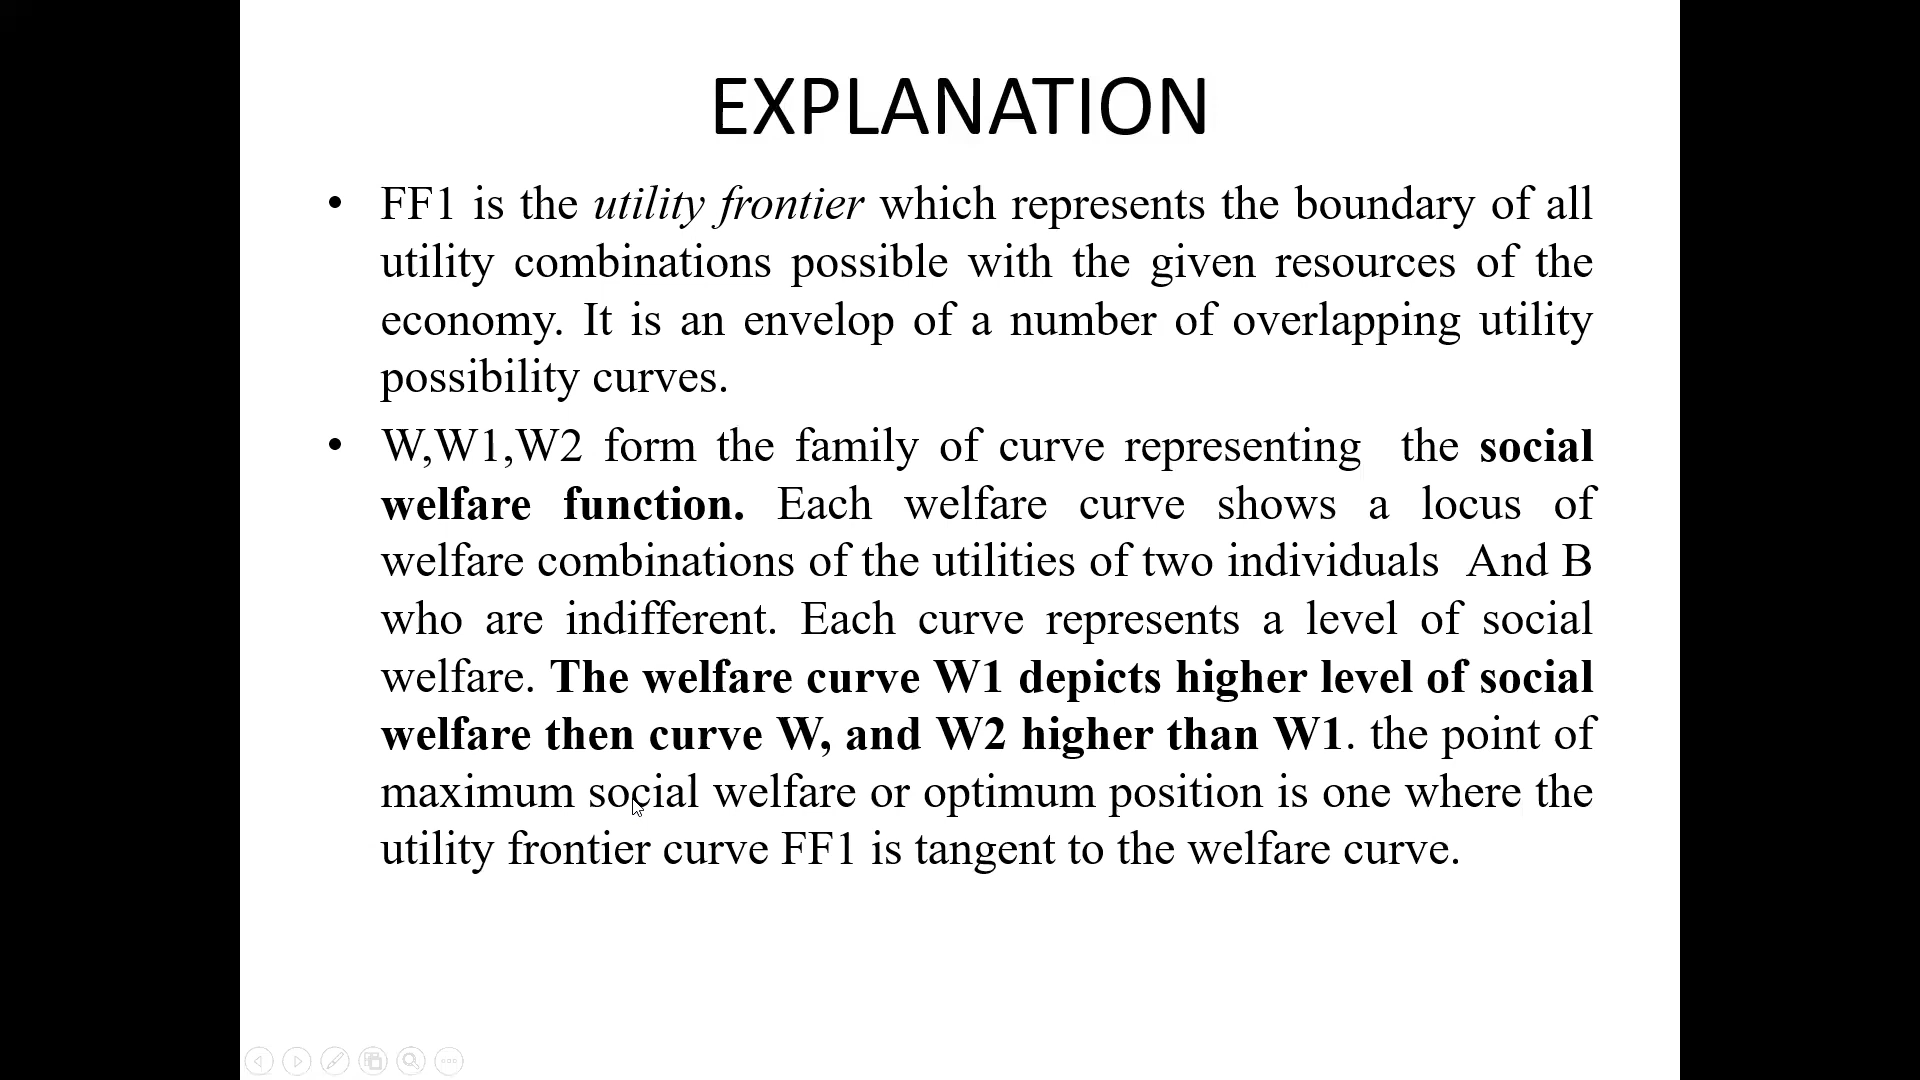 EXPLANATION
• FF1 is the utility frontier which represents the boundary of all
utility combinations possible with the given resources of the
economy. It is an envelop of a number of overlapping utility
possibility curves.
• W,W1,W2 form the family of curve representing the social
welfare function. Each welfare curve shows a locus of
welfare combinations of the utilities of two individuals And B
who are indifferent. Each curve represents a level of social
welfare. The welfare curve W1 depicts higher level of social
welfare then curve W, and W2 higher than W1. the point of
maximum social welfare or optimum position is one where the
utility frontier curve FF1 is tangent to the welfare curve.